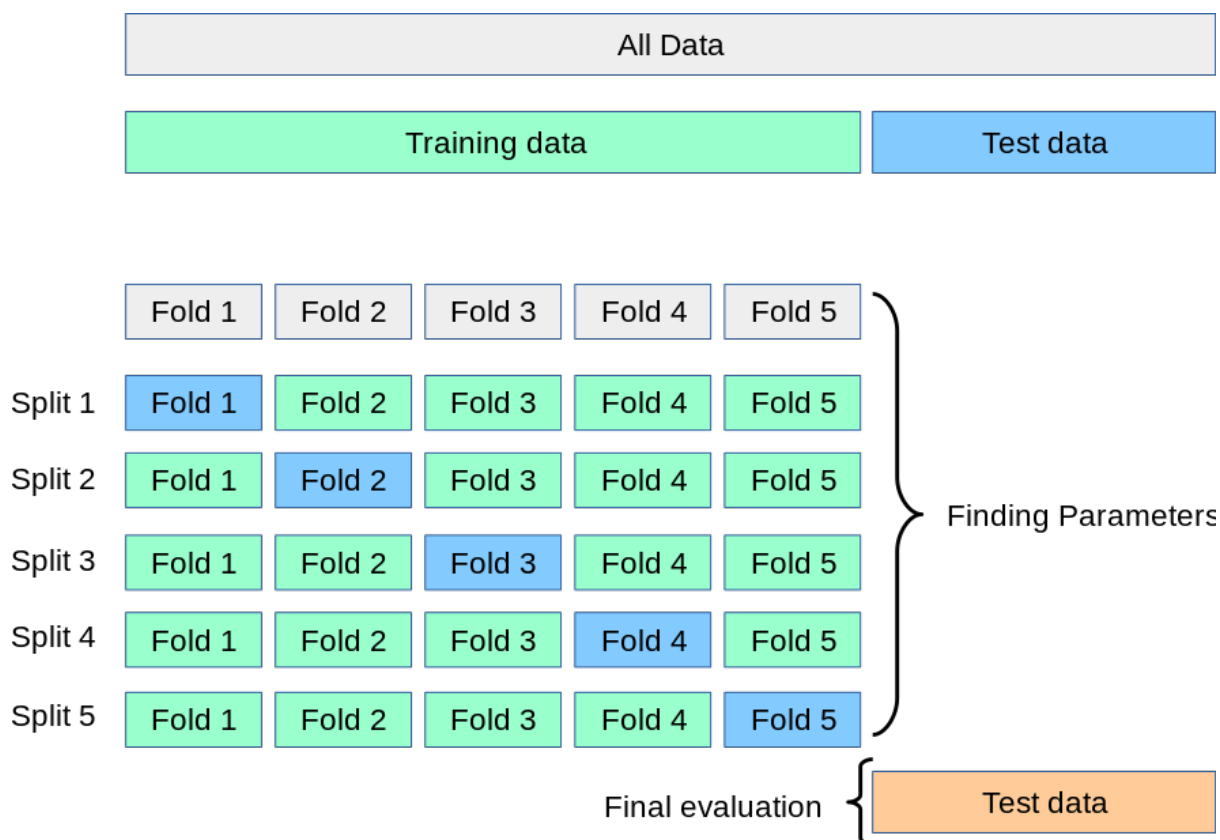 All Data
Training data Test data
Fold 1 Fold 2 Fold 3 Fold 4 Fold 5
Split 1 Fold 1 Fold 2 Fold 3 Fold 4 Fold 5
Split 2 Fold 1 Fold 2 Fold 3 Fold 4 Fold 5
Finding Parameters
Split 3 Fold 1 Fold 2 Fold 3 Fold 4 Fold 5
Split 4 Fold 1 Fold 2 Fold 3 Fold 4 Fold 5
Split 5 Fold 1 Fold 2 Fold 3 Fold 4 Fold 5
Final evaluation Test data